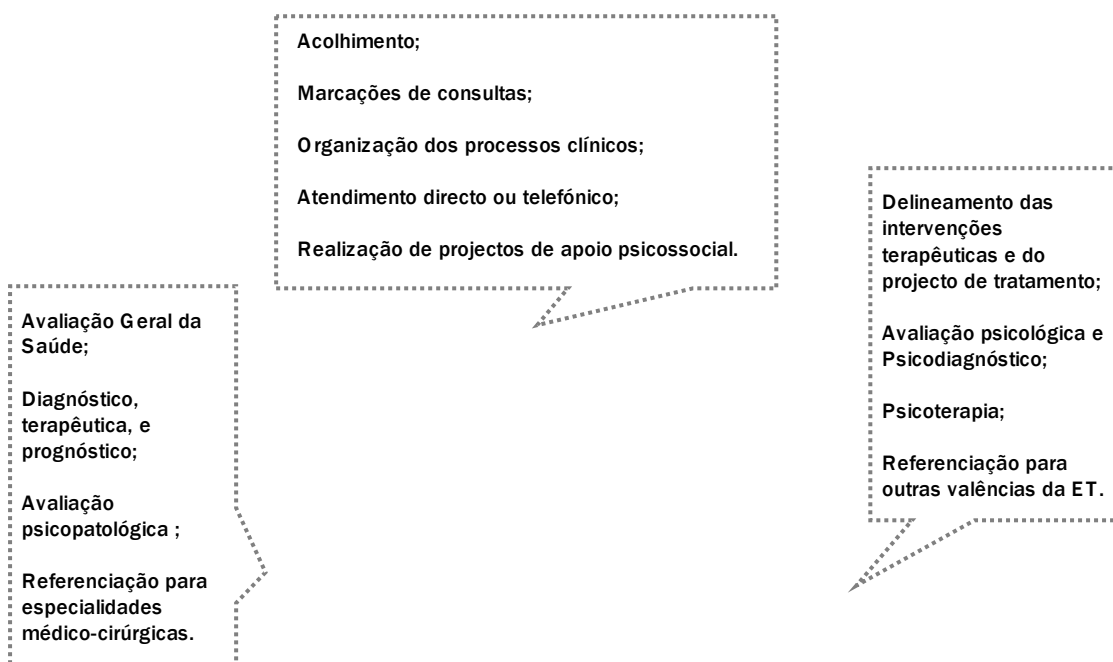 Acolhimento;
Marcações de consultas;
Organização dos processos clínicos;
Atendimento directo ou telefónico;
Realização de projectos de apoio psicossocial.
Delineamento das
intervenções
terapêuticas e do
projecto de tratamento;
Avaliação psicológica e
Psicodiagnóstico;
Psicoterapia;
Referenciação para
outras valências da ET.
Avaliação Geral da
Saúde;
Diagnóstico,
terapêutica, e
prognóstico;
Avaliação
psicopatológica ;
Referenciação para
especialidades
médico-cirúrgicas.